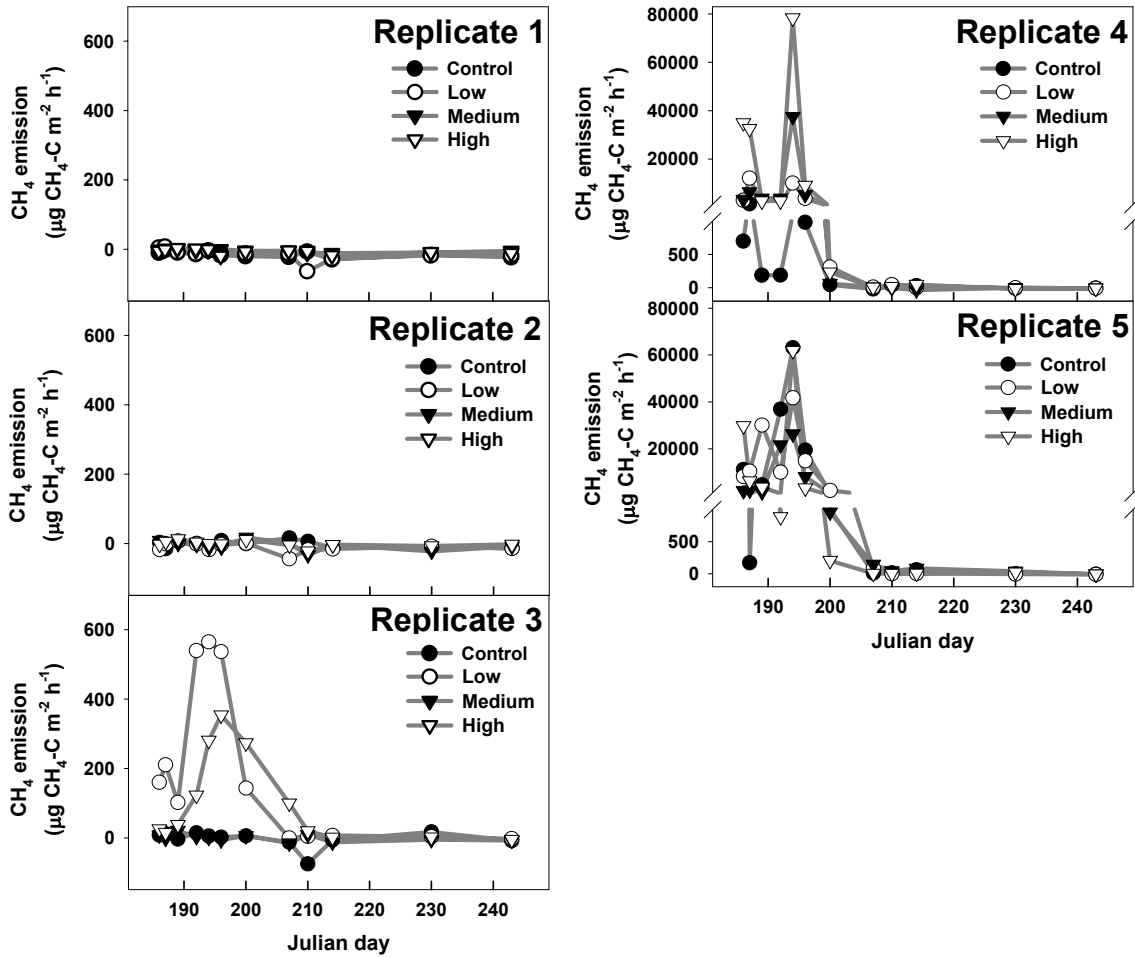 Replicate 1
Control
Low
Medium
High
600
400
200
0
CH₄ emission
(µg CH₄-C m⁻² h⁻¹)
Replicate 2
Control
Low
Medium
High
600
400
200
0
CH₄ emission
(µg CH₄-C m⁻² h⁻¹)
Replicate 3
Control
Low
Medium
High
600
400
200
0
CH₄ emission
(µg CH₄-C m⁻² h⁻¹)
190 200 210 220 230 240
Julian day
Replicate 4
Control
Low
Medium
High
80000
60000
40000
20000
500
0
CH₄ emission
(µg CH₄-C m⁻² h⁻¹)
Replicate 5
Control
Low
Medium
High
80000
60000
40000
20000
500
0
CH₄ emission
(µg CH₄-C m⁻² h⁻¹)
190 200 210 220 230 240
Julian day